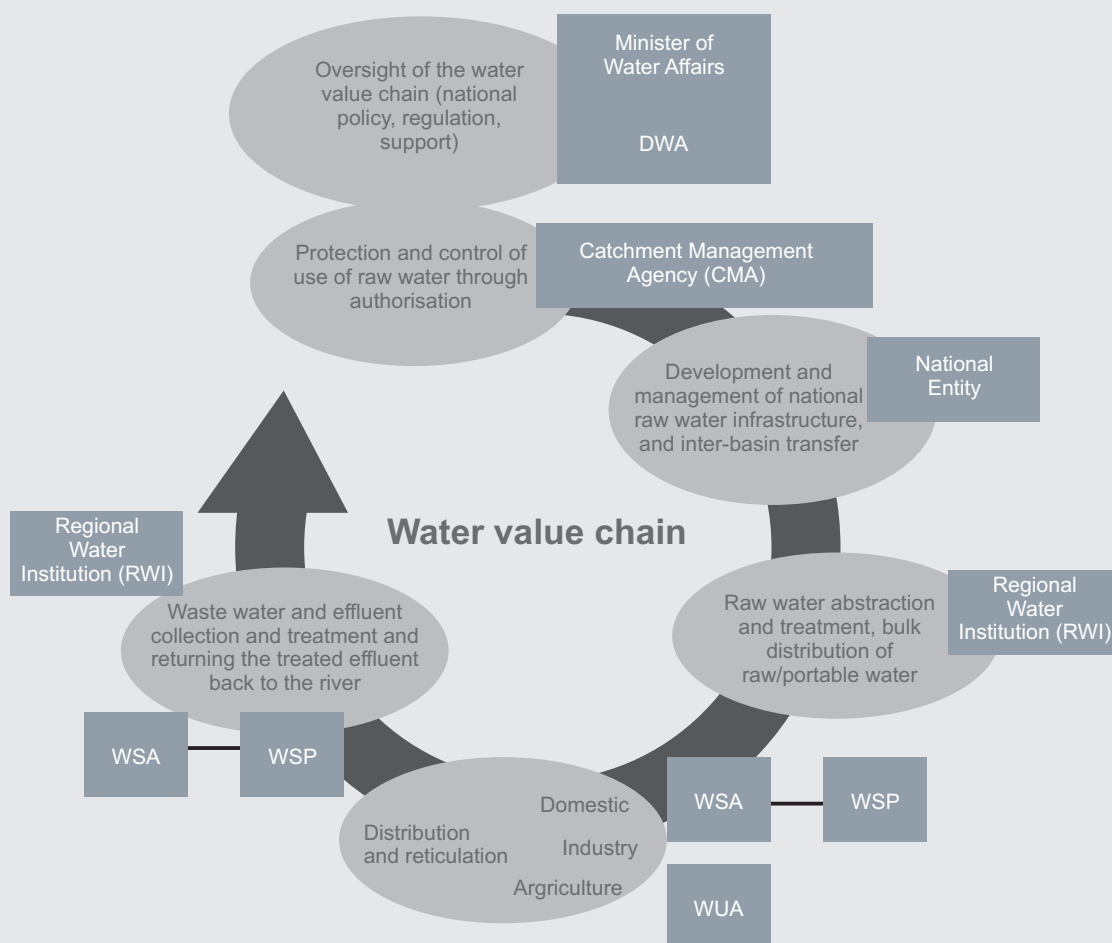 Oversight of the water
value chain (national
policy, regulation,
support)
Minister of
Water Affairs
DWA
Protection and control of
use of raw water through
authorisation
Catchment Management
Agency (CMA)
Development and
management of national
raw water infrastructure,
and inter-basin transfer
National
Entity
Water value chain
Regional
Water
Institution (RWI)
Waste water and effluent
collection and treatment and
returning the treated effluent
back to the river
Raw water abstraction
and treatment, bulk
distribution of
raw/portable water
Regional
Water
Institution (RWI)
WSA
WSP
Distribution
and reticulation
Domestic
Industry
Argriculture
WSA
WSP
WUA